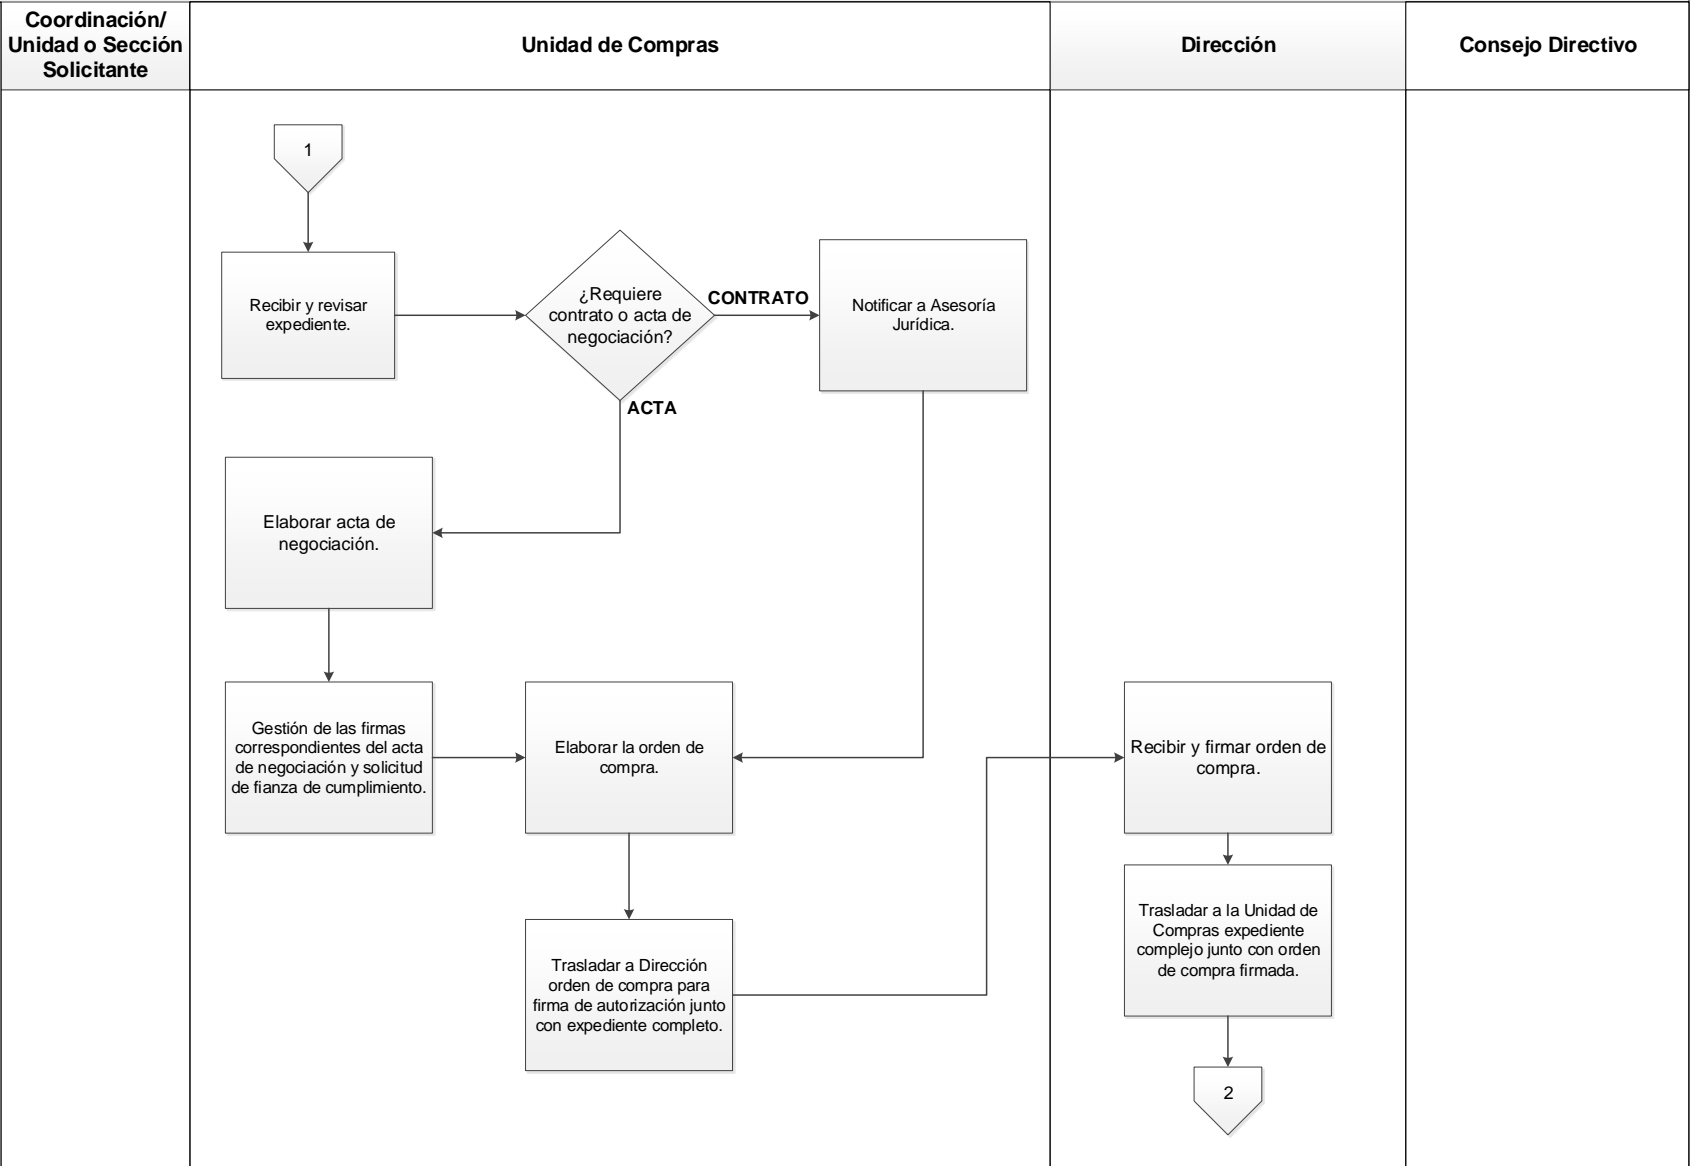 Coordinación/
Unidad o Sección
Solicitante
Unidad de Compras
Dirección
Consejo Directivo
1
Recibir y revisar
expediente.
¿Requiere
contrato o acta de
negociación?
CONTRATO
Notificar a Asesoría
Jurídica.
ACTA
Elaborar acta de
negociación.
Gestión de las firmas
correspondientes del acta
de negociación y solicitud
de fianza de cumplimiento.
Elaborar la orden de
compra.
Recibir y firmar orden de
compra.
Trasladar a Dirección
orden de compra para
firma de autorización junto
con expediente completo.
Trasladar a la Unidad de
Compras expediente
complejo junto con orden
de compra firmada.
2